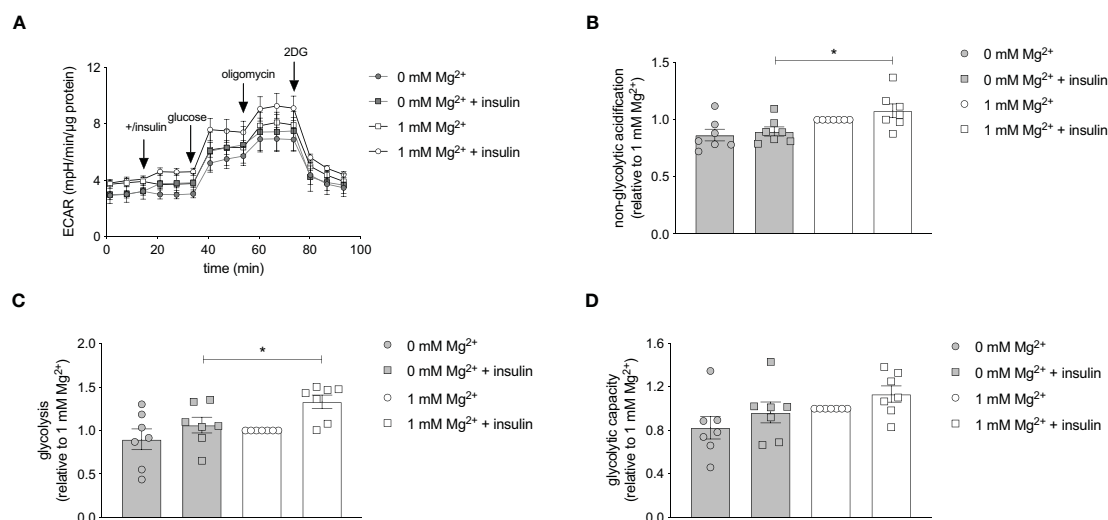 A
ECAR (mpH/min/µg protein)
12
8
4
0
0 20 40 60 80 100
time (min)
+/insulin
glucose
oligomycin
2DG
0 mM Mg²⁺
0 mM Mg²⁺ + insulin
1 mM Mg²⁺
1 mM Mg²⁺ + insulin
B
non-glycolytic acidification
(relative to 1 mM Mg²⁺)
1.5
1.0
0.5
0.0
*
0 mM Mg²⁺
0 mM Mg²⁺ + insulin
1 mM Mg²⁺
1 mM Mg²⁺ + insulin
C
glycolysis
(relative to 1 mM Mg²⁺)
2.0
1.5
1.0
0.5
0.0
*
0 mM Mg²⁺
0 mM Mg²⁺ + insulin
1 mM Mg²⁺
1 mM Mg²⁺ + insulin
D
glycolytic capacity
(relative to 1 mM Mg²⁺)
1.6
1.2
0.8
0.4
0.0
0 mM Mg²⁺
0 mM Mg²⁺ + insulin
1 mM Mg²⁺
1 mM Mg²⁺ + insulin